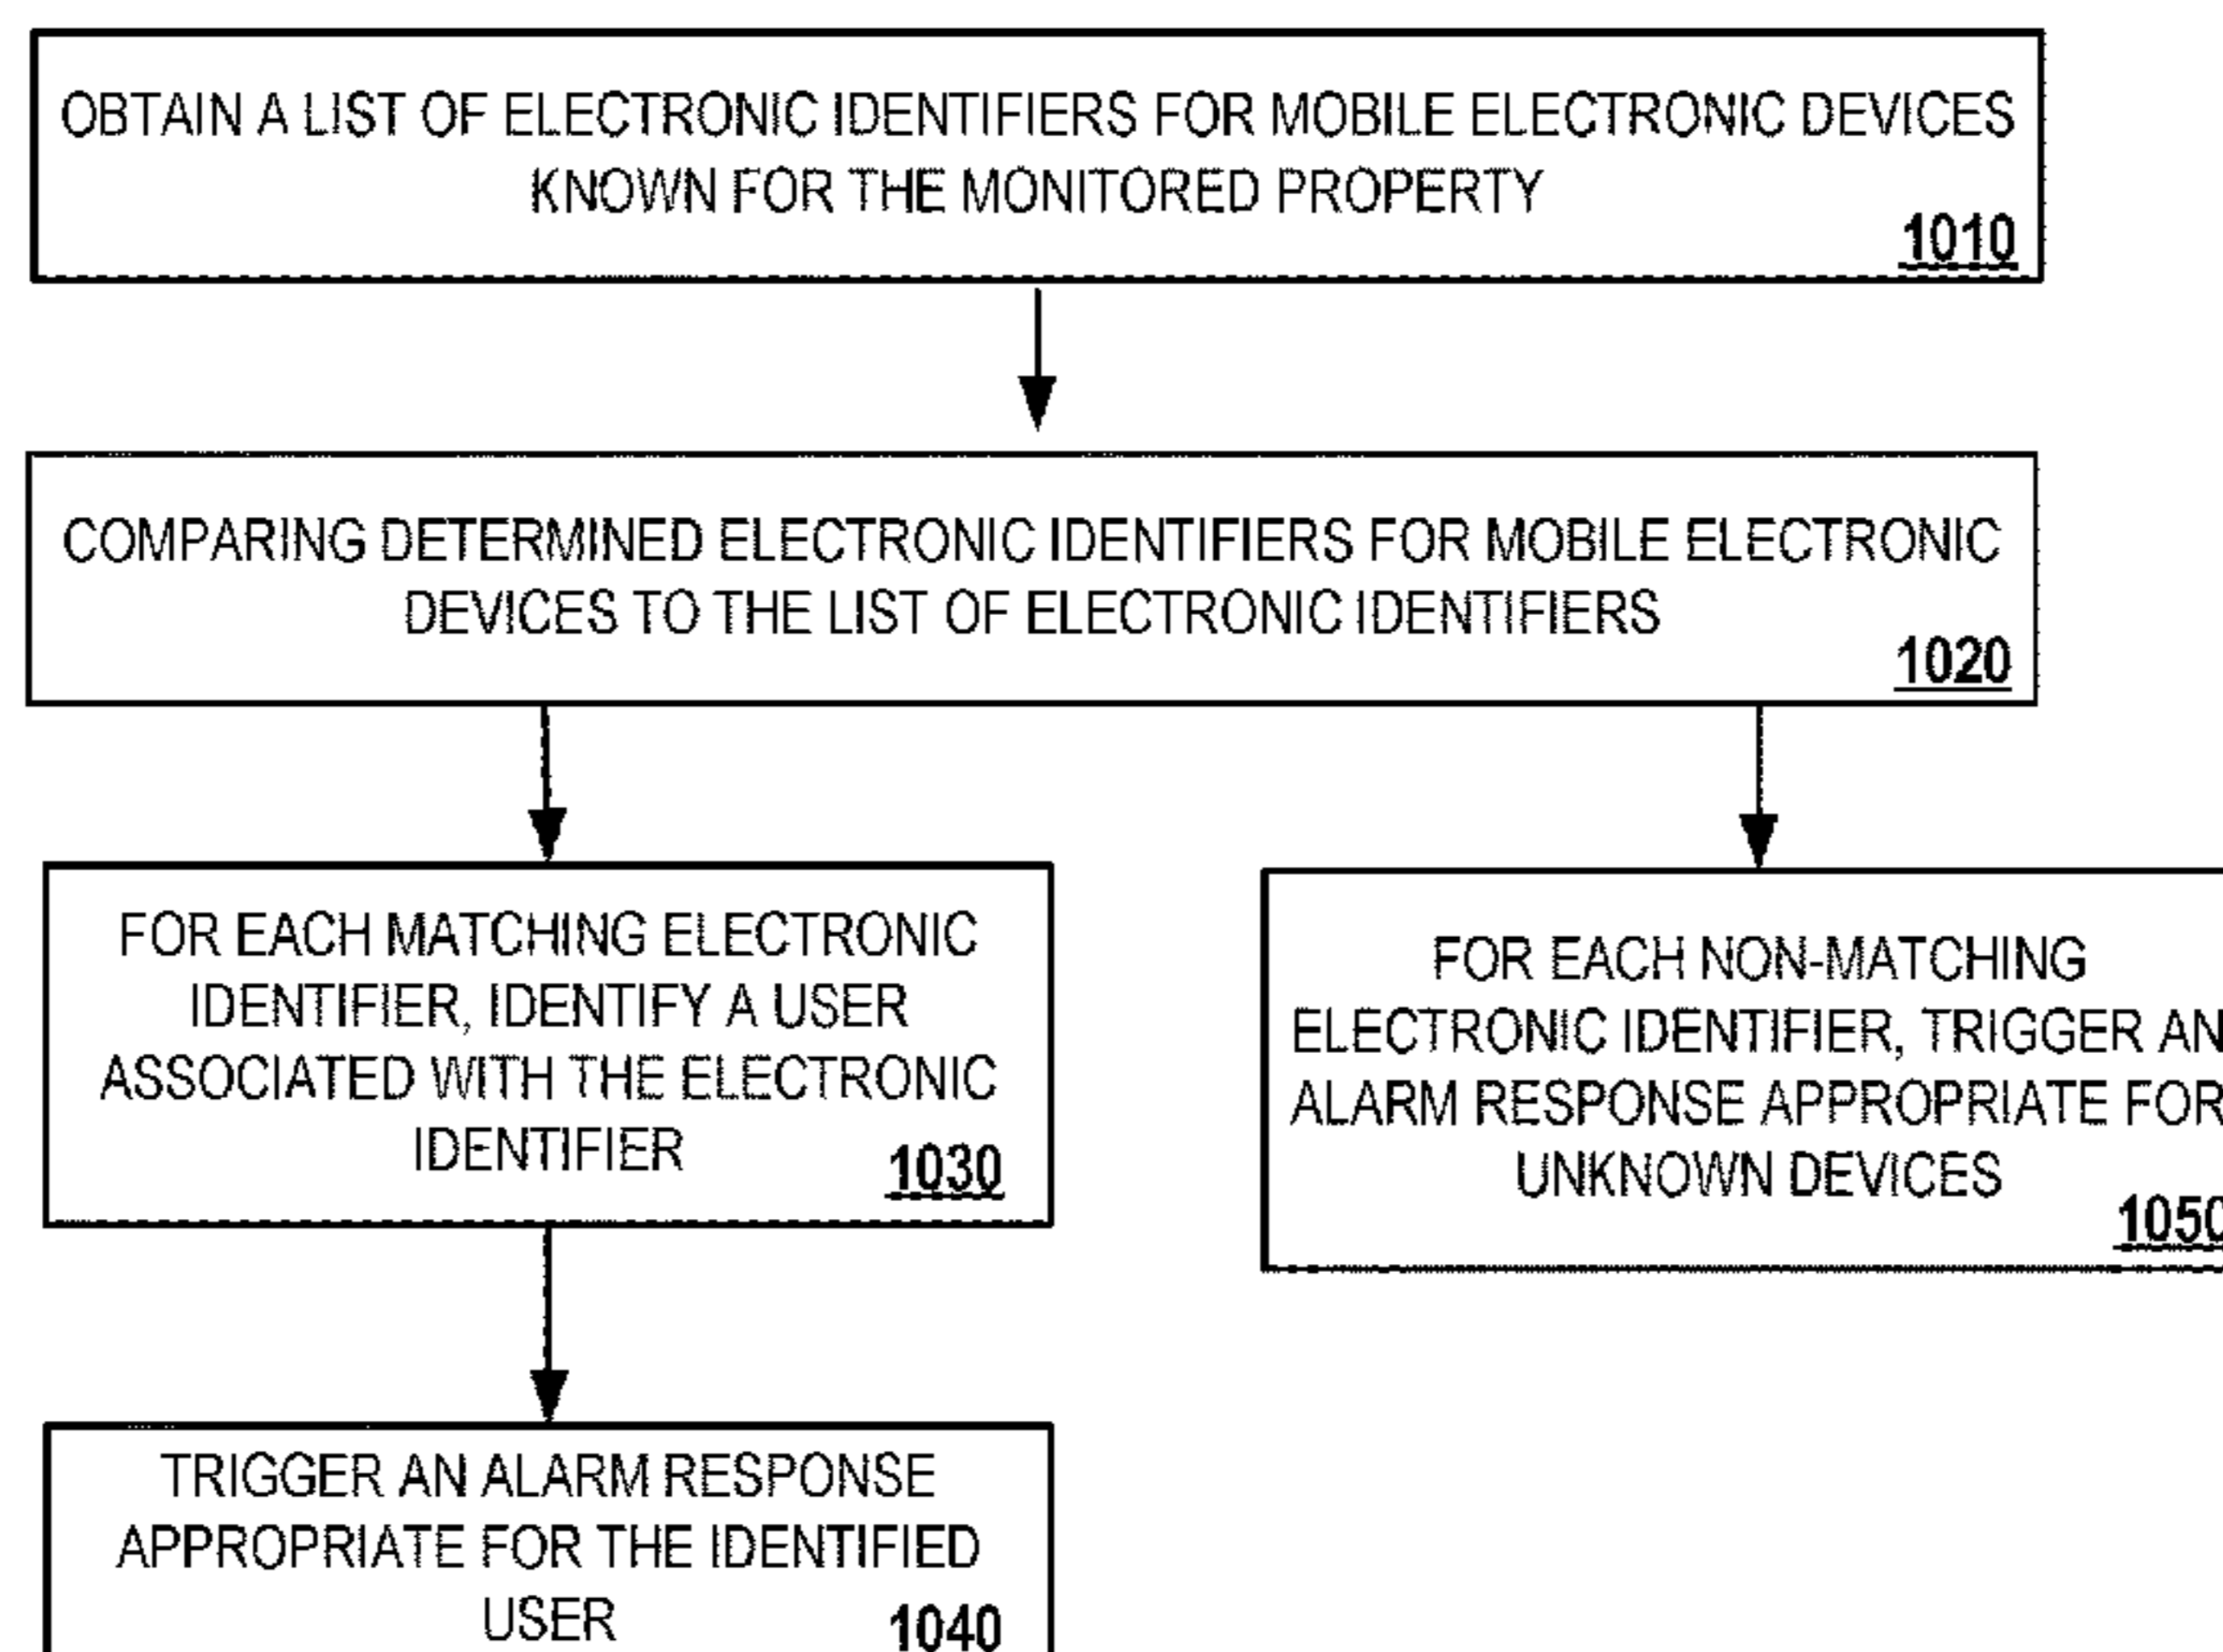 OBTAIN A LIST OF ELECTRONIC IDENTIFIERS FOR MOBILE ELECTRONIC DEVICES
KNOWN FOR THE MONITORED PROPERTY
1010
COMPARING DETERMINED ELECTRONIC IDENTIFIERS FOR MOBILE ELECTRONIC
DEVICES TO THE LIST OF ELECTRONIC IDENTIFIERS
1020
FOR EACH MATCHING ELECTRONIC
IDENTIFIER, IDENTIFY A USER
ASSOCIATED WITH THE ELECTRONIC
IDENTIFIER
1030
TRIGGER AN ALARM RESPONSE
APPROPRIATE FOR THE IDENTIFIED
USER
1040
FOR EACH NON-MATCHING
ELECTRONIC IDENTIFIER, TRIGGER AN
ALARM RESPONSE APPROPRIATE FOR
UNKNOWN DEVICES
1050